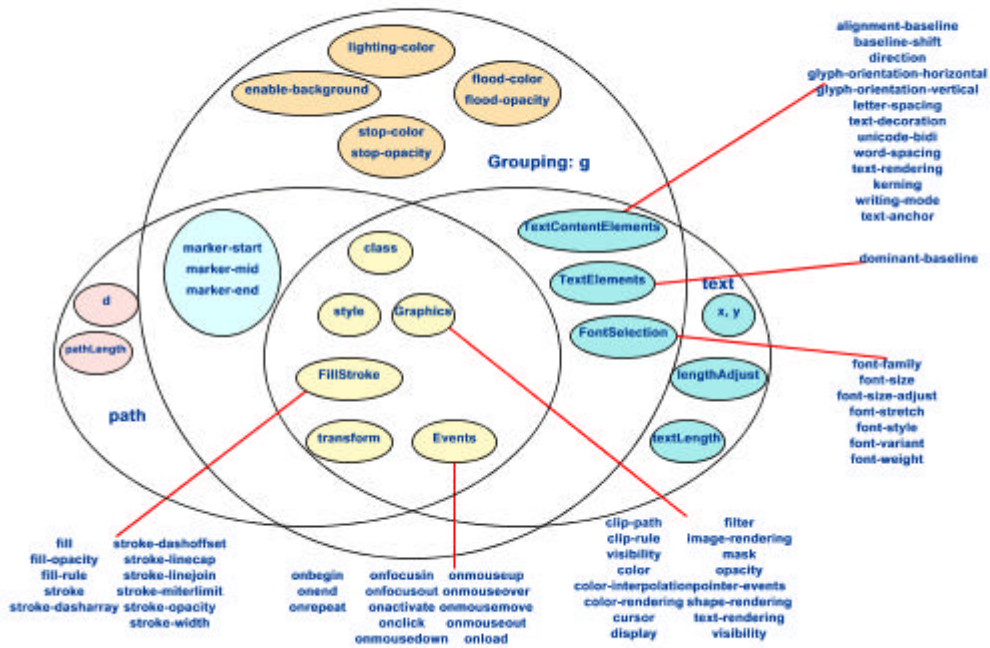 lighting-color
enable-background
flood-color
flood-opacity
stop-color
stop-opacity
Grouping: g
alignment-baseline
baseline-shift
direction
glyph-orientation-horizontal
glyph-orientation-vertical
letter-spacing
text-decoration
unicode-bidi
word-spacing
text-rendering
kerning
writing-mode
text-anchor
marker-start
marker-mid
marker-end
class
TextContentElements
TextElements
dominant-baseline
text
x, y
d
pathLength
style
Graphics
FontSelection
FillStroke
lengthAdjust
path
transform
Events
textLength
font-family
font-size
font-size-adjust
font-stretch
font-style
font-variant
font-weight
fill
fill-opacity
fill-rule
stroke
stroke-dasharray
stroke-dashoffset
stroke-linecap
stroke-linejoin
stroke-miterlimit
stroke-opacity
stroke-width
onbegin
onend
onrepeat
onfocusin
onfocusout
onactivate
onclick
onmousedown
onmouseup
onmouseover
onmousemove
onmouseout
onload
clip-path
clip-rule
visibility
color
color-interpolation
color-rendering
cursor
display
filter
image-rendering
mask
opacity
pointer-events
shape-rendering
text-rendering
visibility